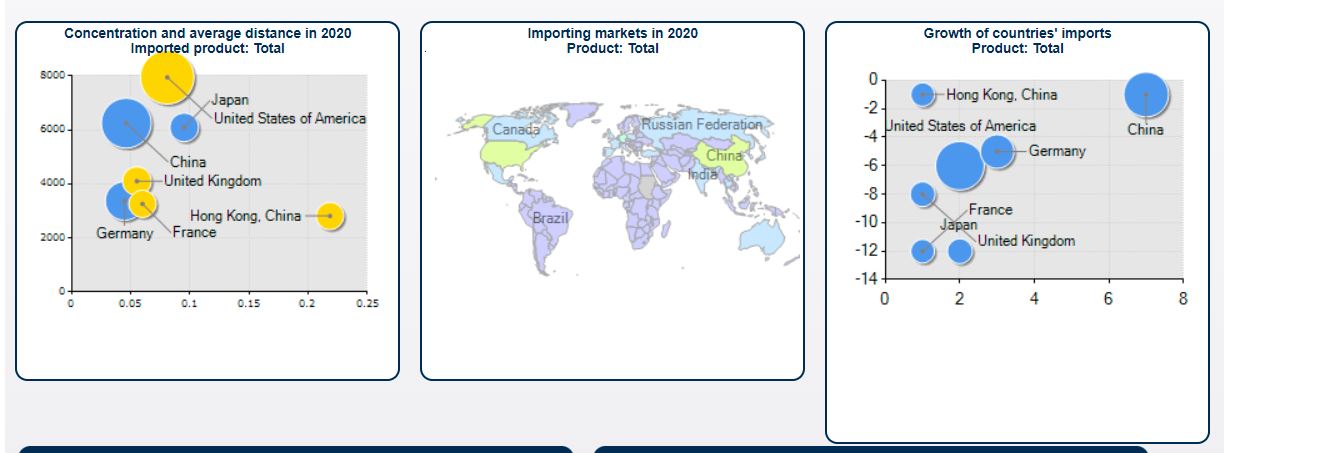 Concentration and average distance in 2020
Imported product: Total
8000
6000
4000
2000
0
0
0.05
0.1
0.15
0.2
0.25
Japan
United States of America
China
United Kingdom
Hong Kong, China
Germany
France
Importing markets in 2020
Product: Total
Canada
Russian Federation
China
India
Brazil
Growth of countries' imports
Product: Total
0
-2
-4
-6
-8
-10
-12
-14
0
2
4
6
8
Hong Kong, China
China
United States of America
Germany
France
Japan
United Kingdom